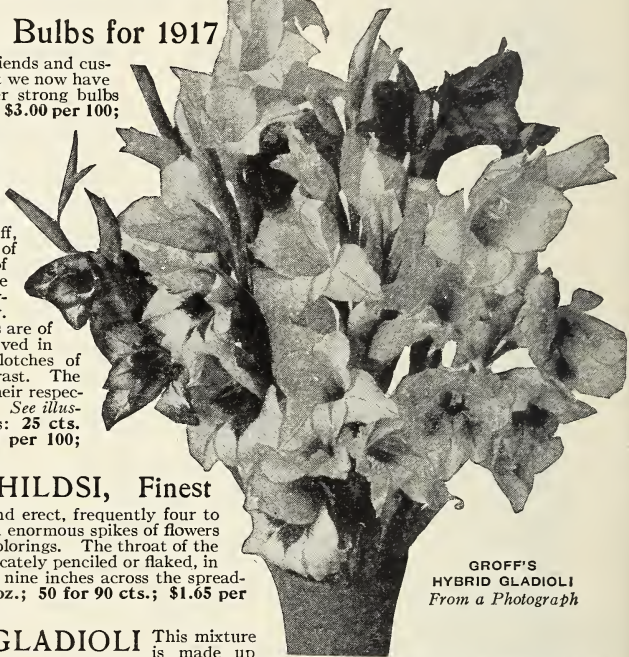 Bulbs for 1917
iends and cus-
we now have
r strong bulbs
$3.00 per 100;
ff,
of
of
e
r-
r.
s are of
ved in
lotches of
rast. The
heir respec-
See illus-
s: 25 cts.
per 100;
HILDSI, Finest
nd erect, frequently four to
enormous spikes of flowers
olorings. The throat of the
cately penciled or flaked, in
nine inches across the spread-
oz.; 50 for 90 cts.; $1.65 per
GROFF'S
HYBRID GLADIOLI
From a Photograph
GLADIOLI This mixture
is made up